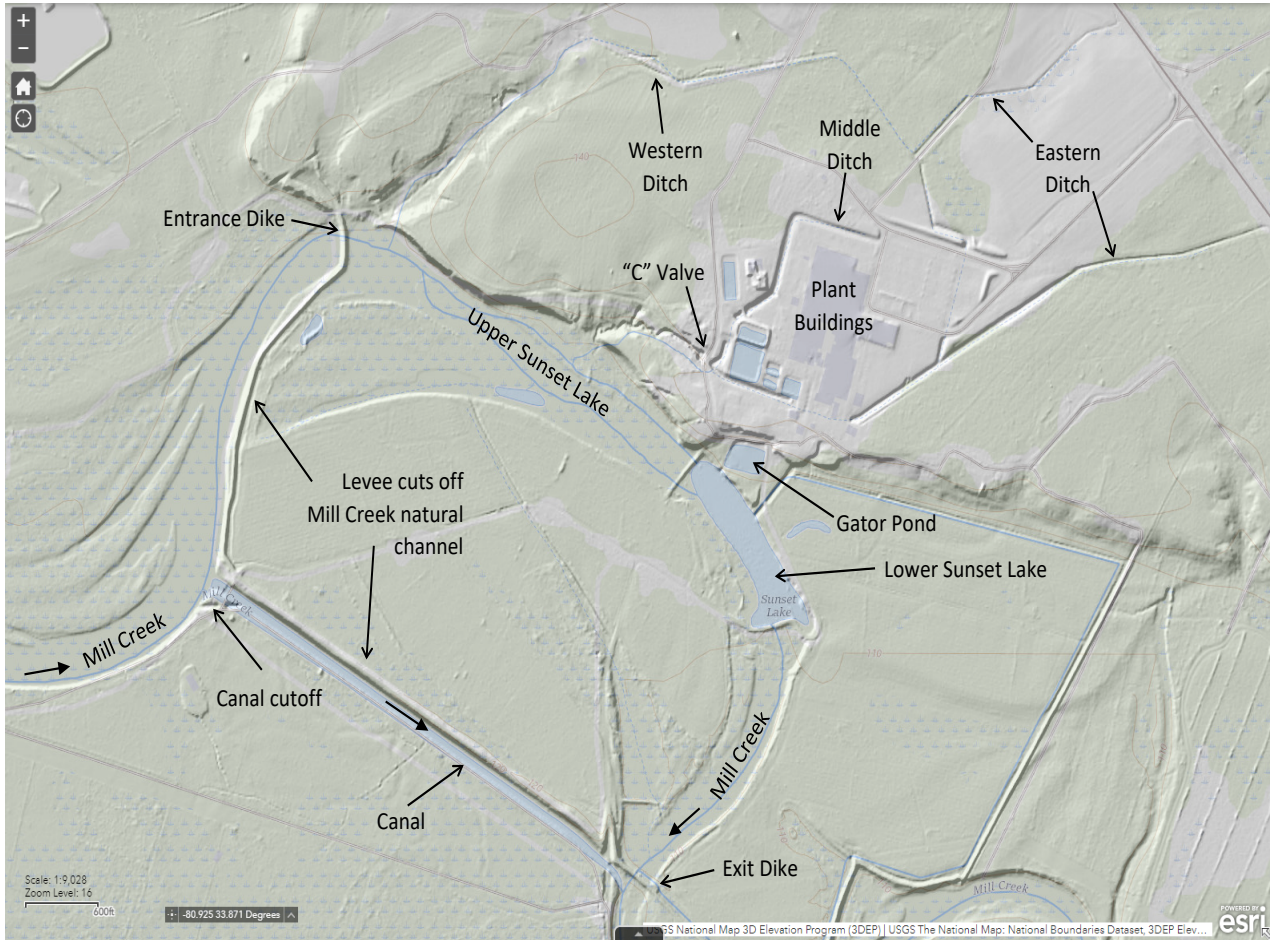 +
−
140
Western
Ditch
Middle
Ditch
Eastern
Ditch
Entrance Dike
"C" Valve
Plant
Buildings
Upper Sunset Lake
Levee cuts off
Mill Creek natural
channel
Gator Pond
Lower Sunset Lake
Sunset
Lake
Mill Creek
Mill Creek
Canal cutoff
110
Mill Creek
Canal
Exit Dike
Mill Creek
Scale: 1:9,028
Zoom Level: 16
600ft
-80.925 33.871 Degrees
USGS National Map 3D Elevation Program (3DEP) | USGS The National Map: National Boundaries Dataset, 3DEP Elev...
POWERED BY
esri